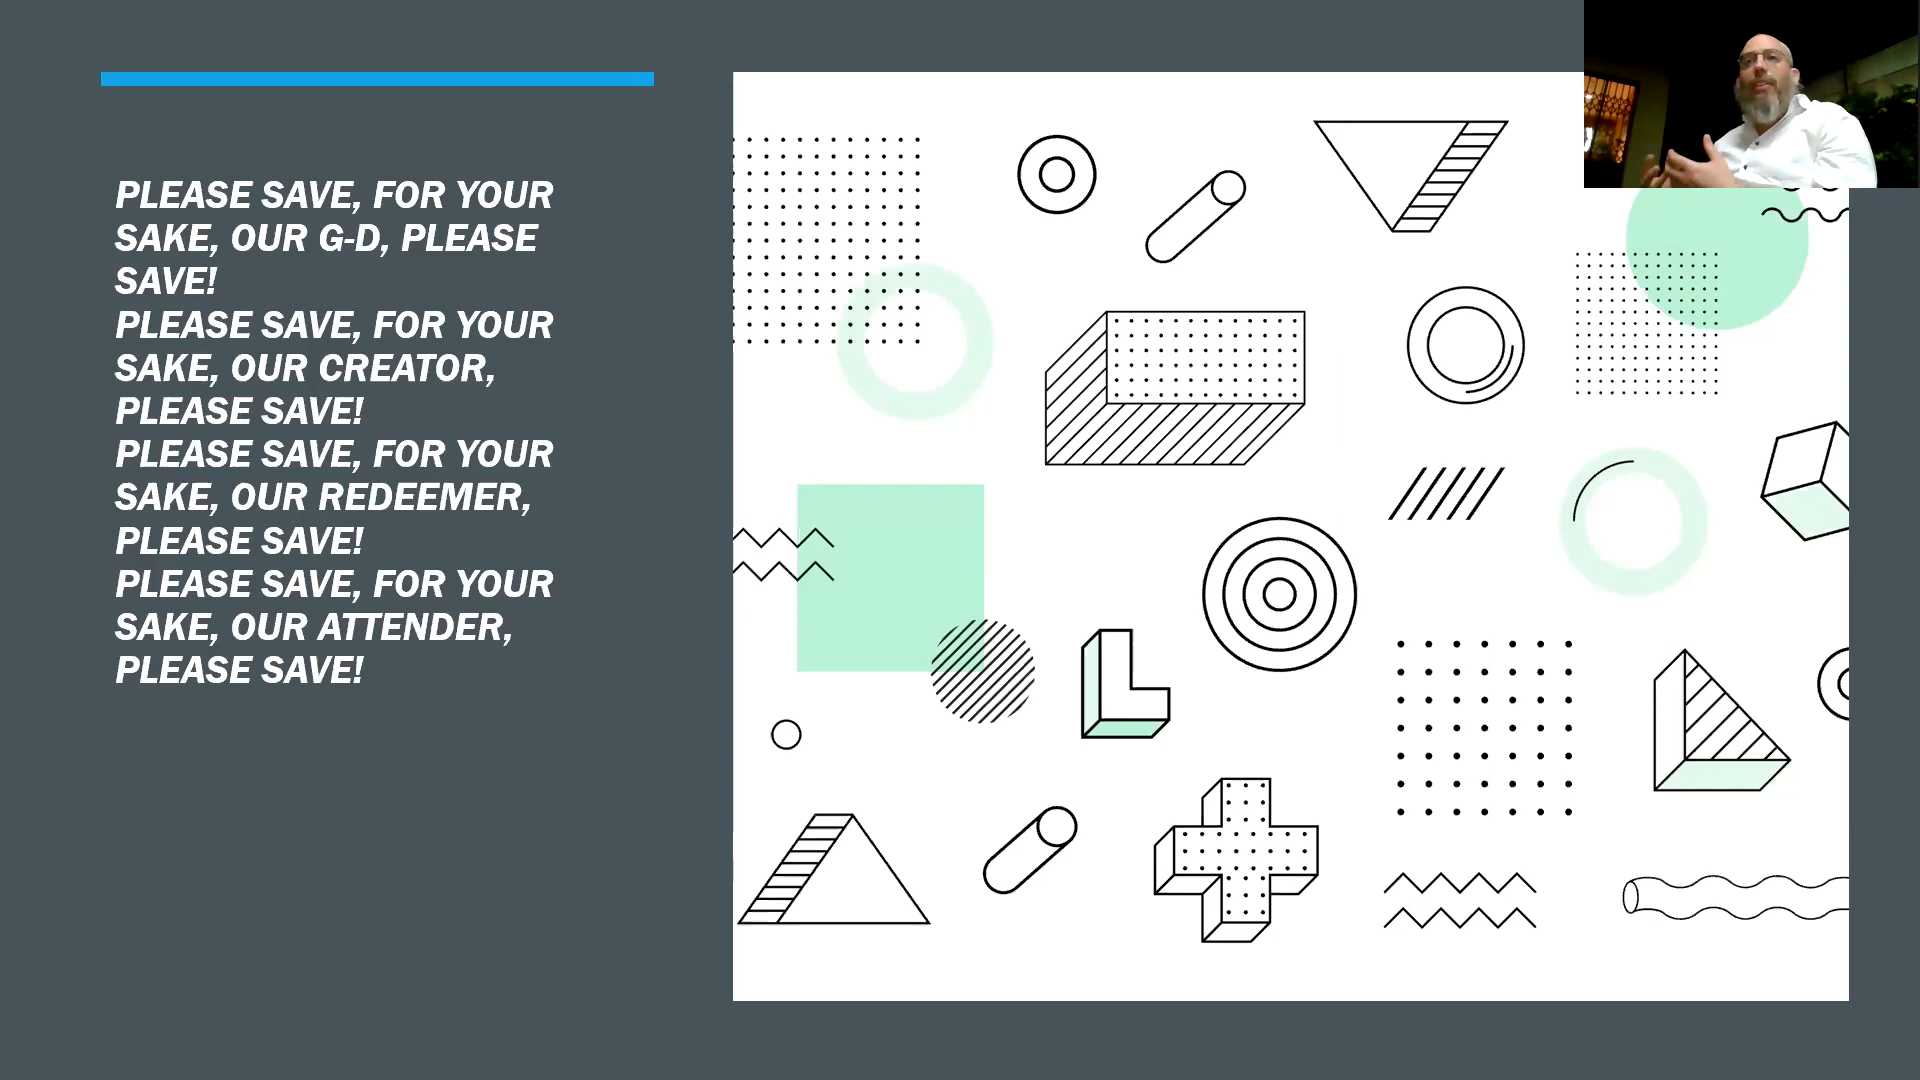 PLEASE SAVE, FOR YOUR
SAKE, OUR G-D, PLEASE
SAVE!
PLEASE SAVE, FOR YOUR
SAKE, OUR CREATOR,
PLEASE SAVE!
PLEASE SAVE, FOR YOUR
SAKE, OUR REDEEMER,
PLEASE SAVE!
PLEASE SAVE, FOR YOUR
SAKE, OUR ATTENDER,
PLEASE SAVE!